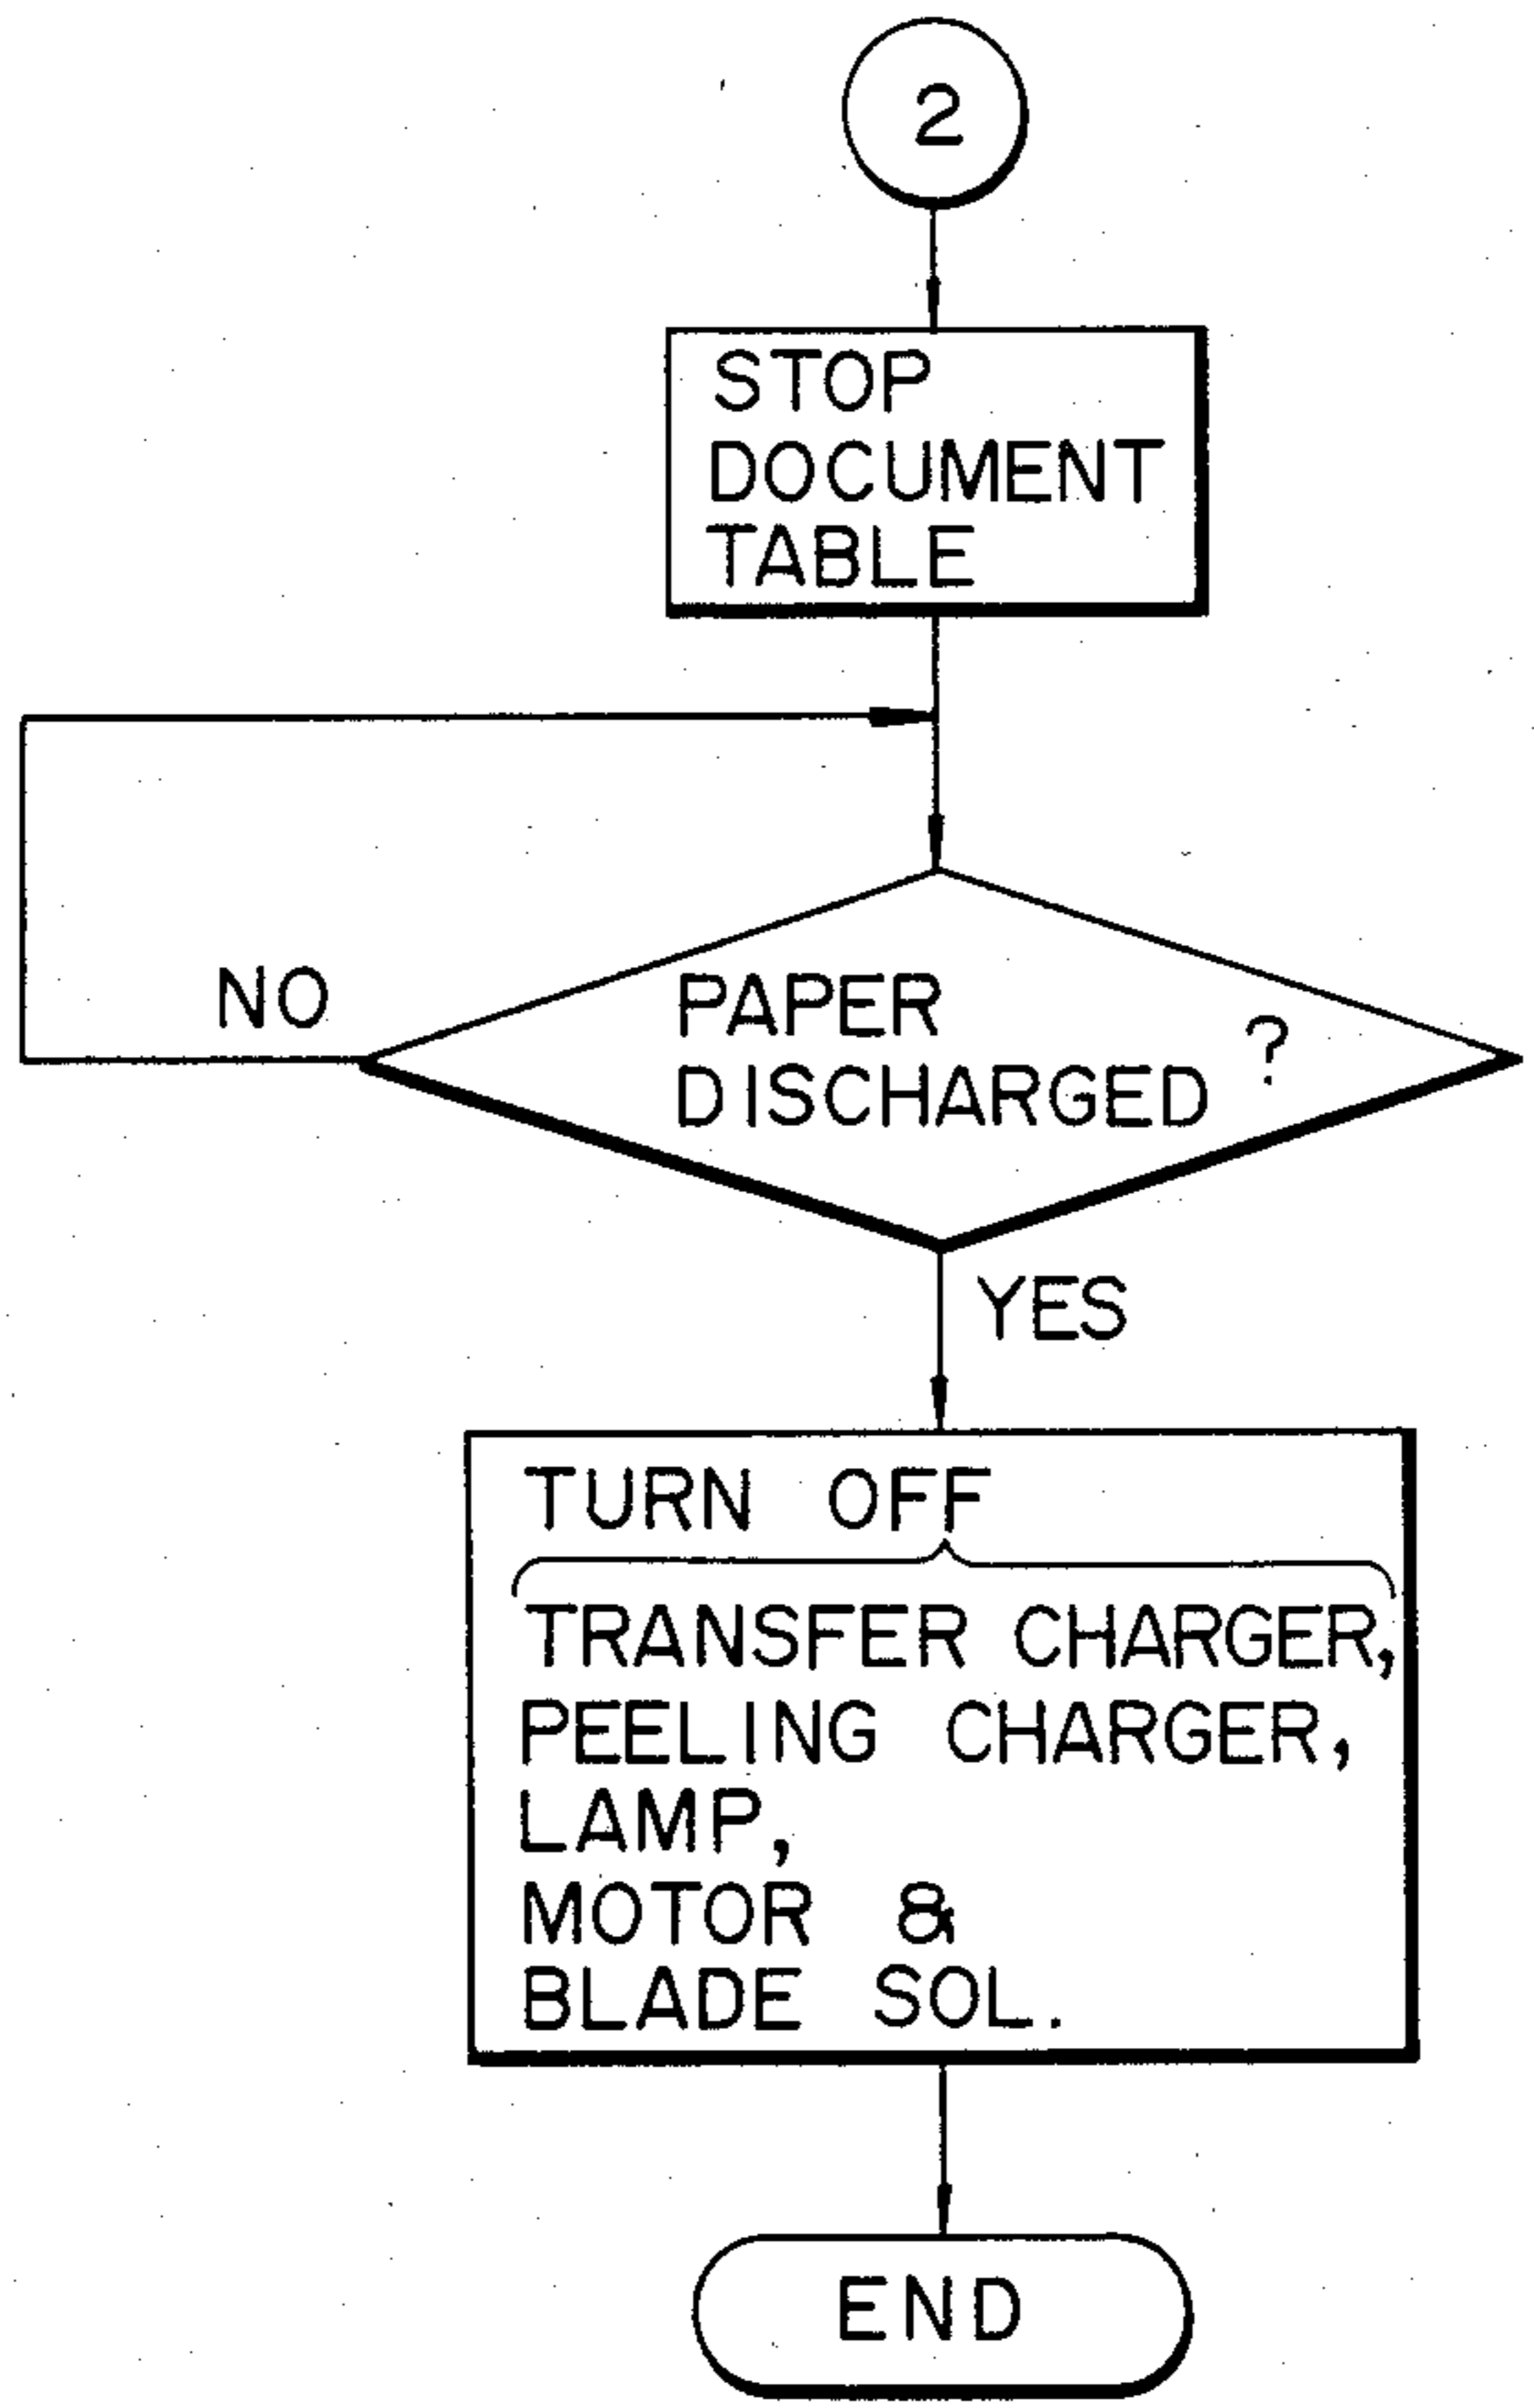 2
STOP
DOCUMENT
TABLE
NO
PAPER
DISCHARGED ?
YES
TURN OFF
TRANSFER CHARGER,
PEELING CHARGER,
LAMP,
MOTOR &
BLADE SOL.
END